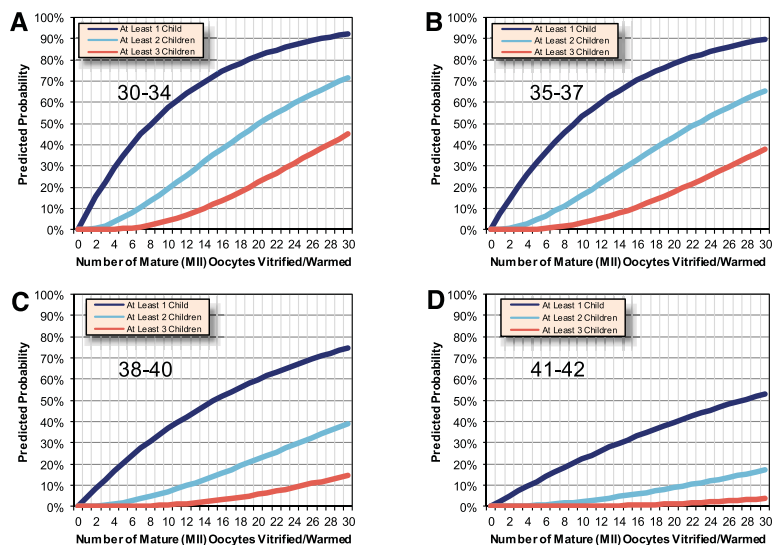 A
At Least 1 Child
At Least 2 Children
At Least 3 Children
30-34
Predicted Probability
100%
90%
80%
70%
60%
50%
40%
30%
20%
10%
0%
0 2 4 6 8 10 12 14 16 18 20 22 24 26 28 30
Number of Mature (MII) Oocytes Vitrified/Warmed
B
At Least 1 Child
At Least 2 Children
At Least 3 Children
35-37
Predicted Probability
100%
90%
80%
70%
60%
50%
40%
30%
20%
10%
0%
0 2 4 6 8 10 12 14 16 18 20 22 24 26 28 30
Number of Mature (MII) Oocytes Vitrified/Warmed
C
At Least 1 Child
At Least 2 Children
At Least 3 Children
38-40
Predicted Probability
100%
90%
80%
70%
60%
50%
40%
30%
20%
10%
0%
0 2 4 6 8 10 12 14 16 18 20 22 24 26 28 30
Number of Mature (MII) Oocytes Vitrified/Warmed
D
At Least 1 Child
At Least 2 Children
At Least 3 Children
41-42
Predicted Probability
100%
90%
80%
70%
60%
50%
40%
30%
20%
10%
0%
0 2 4 6 8 10 12 14 16 18 20 22 24 26 28 30
Number of Mature (MII) Oocytes Vitrified/Warmed